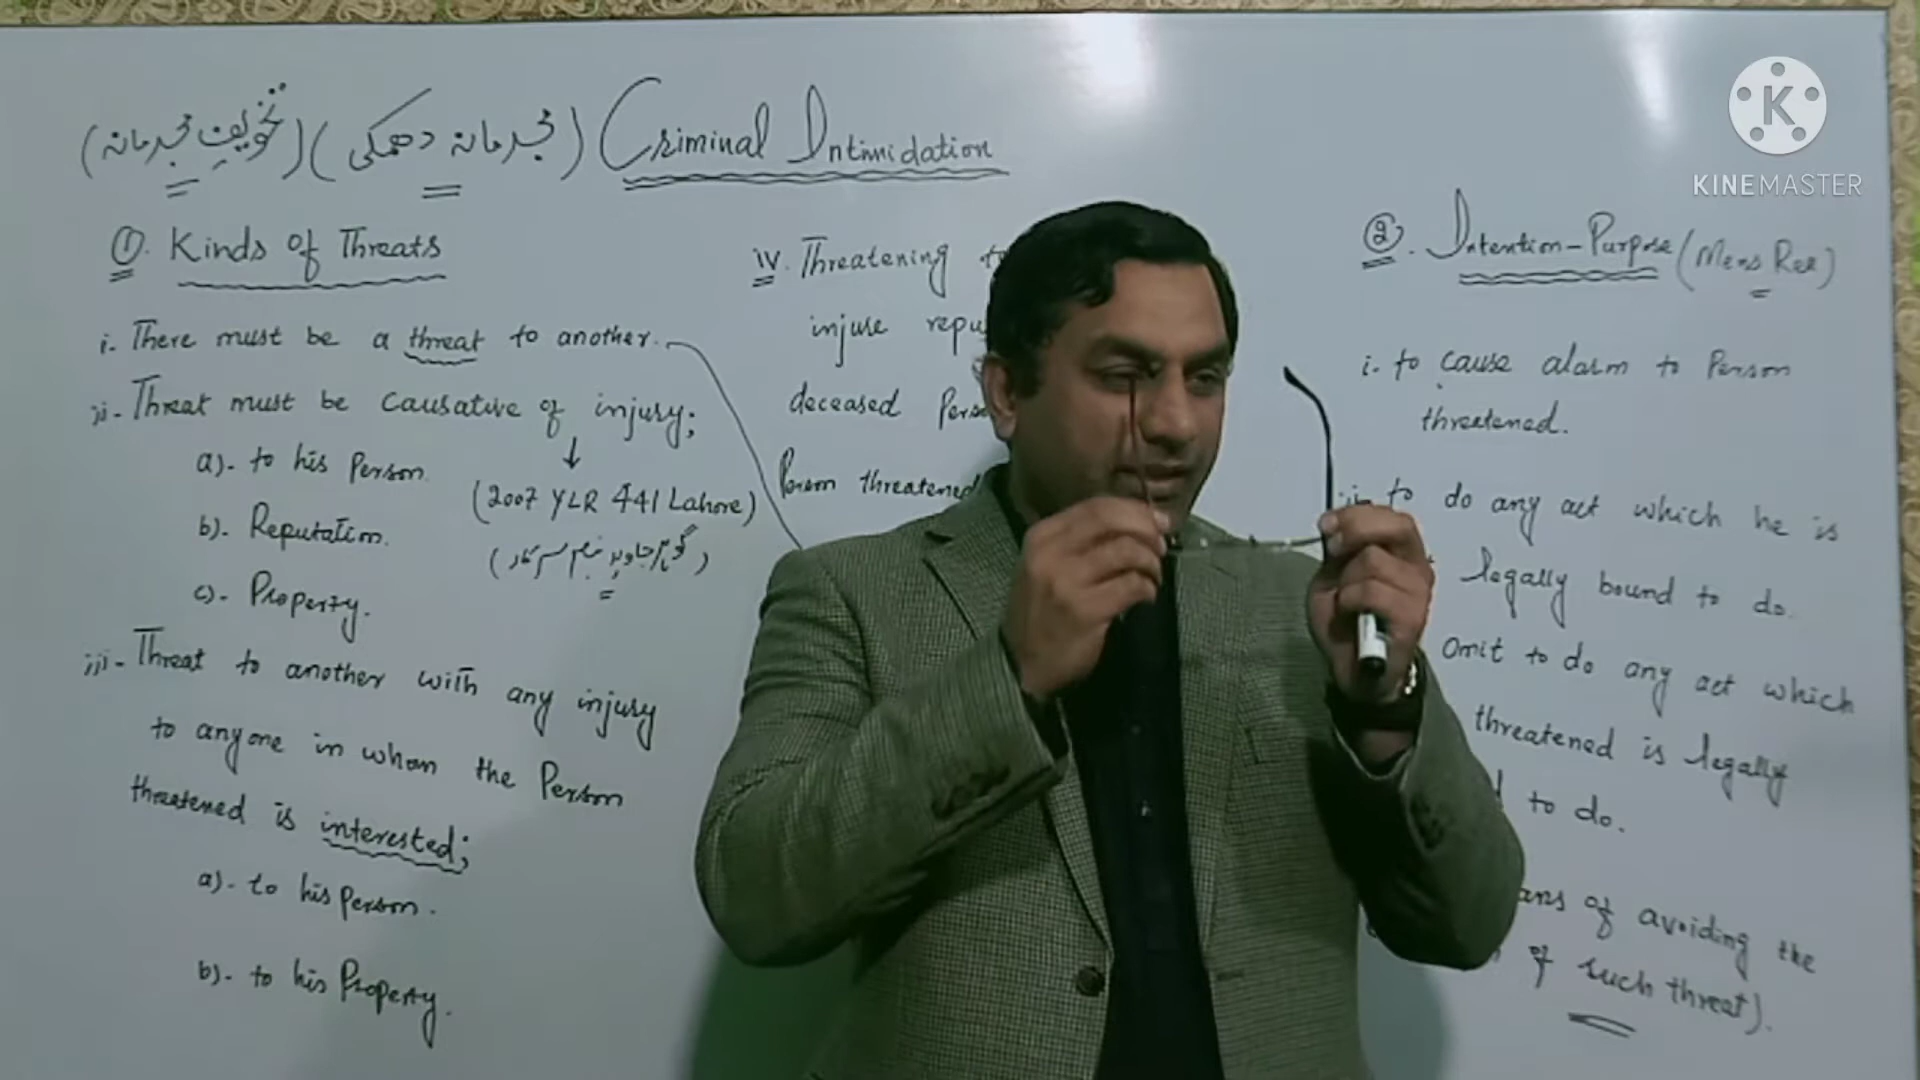 (تخویفِ مجرمانہ) (مجرمانہ دھمکی) Criminal Intimidation
①. Kinds of Threats
i. There must be a threat to another.
ii- Threat must be causative of injury;
a)- to his Person.
b)- Reputation.
c)- Property.
(2007 YLR 441 Lahore)
iii- Threat to another with any injury
to anyone in whom the Person
threatened is interested;
a)- to his Person.
b)- to his Property.
iv. Threatening
injure
deceased
Person threatened
②. Intention-Purpose (Mens Rea)
i- to cause alarm to Person
threatened.
to do any act which he is
legally bound to do.
Omit to do any act which
threatened is legally
to do.
of avoiding the
of such threat).
K
KINEMASTER